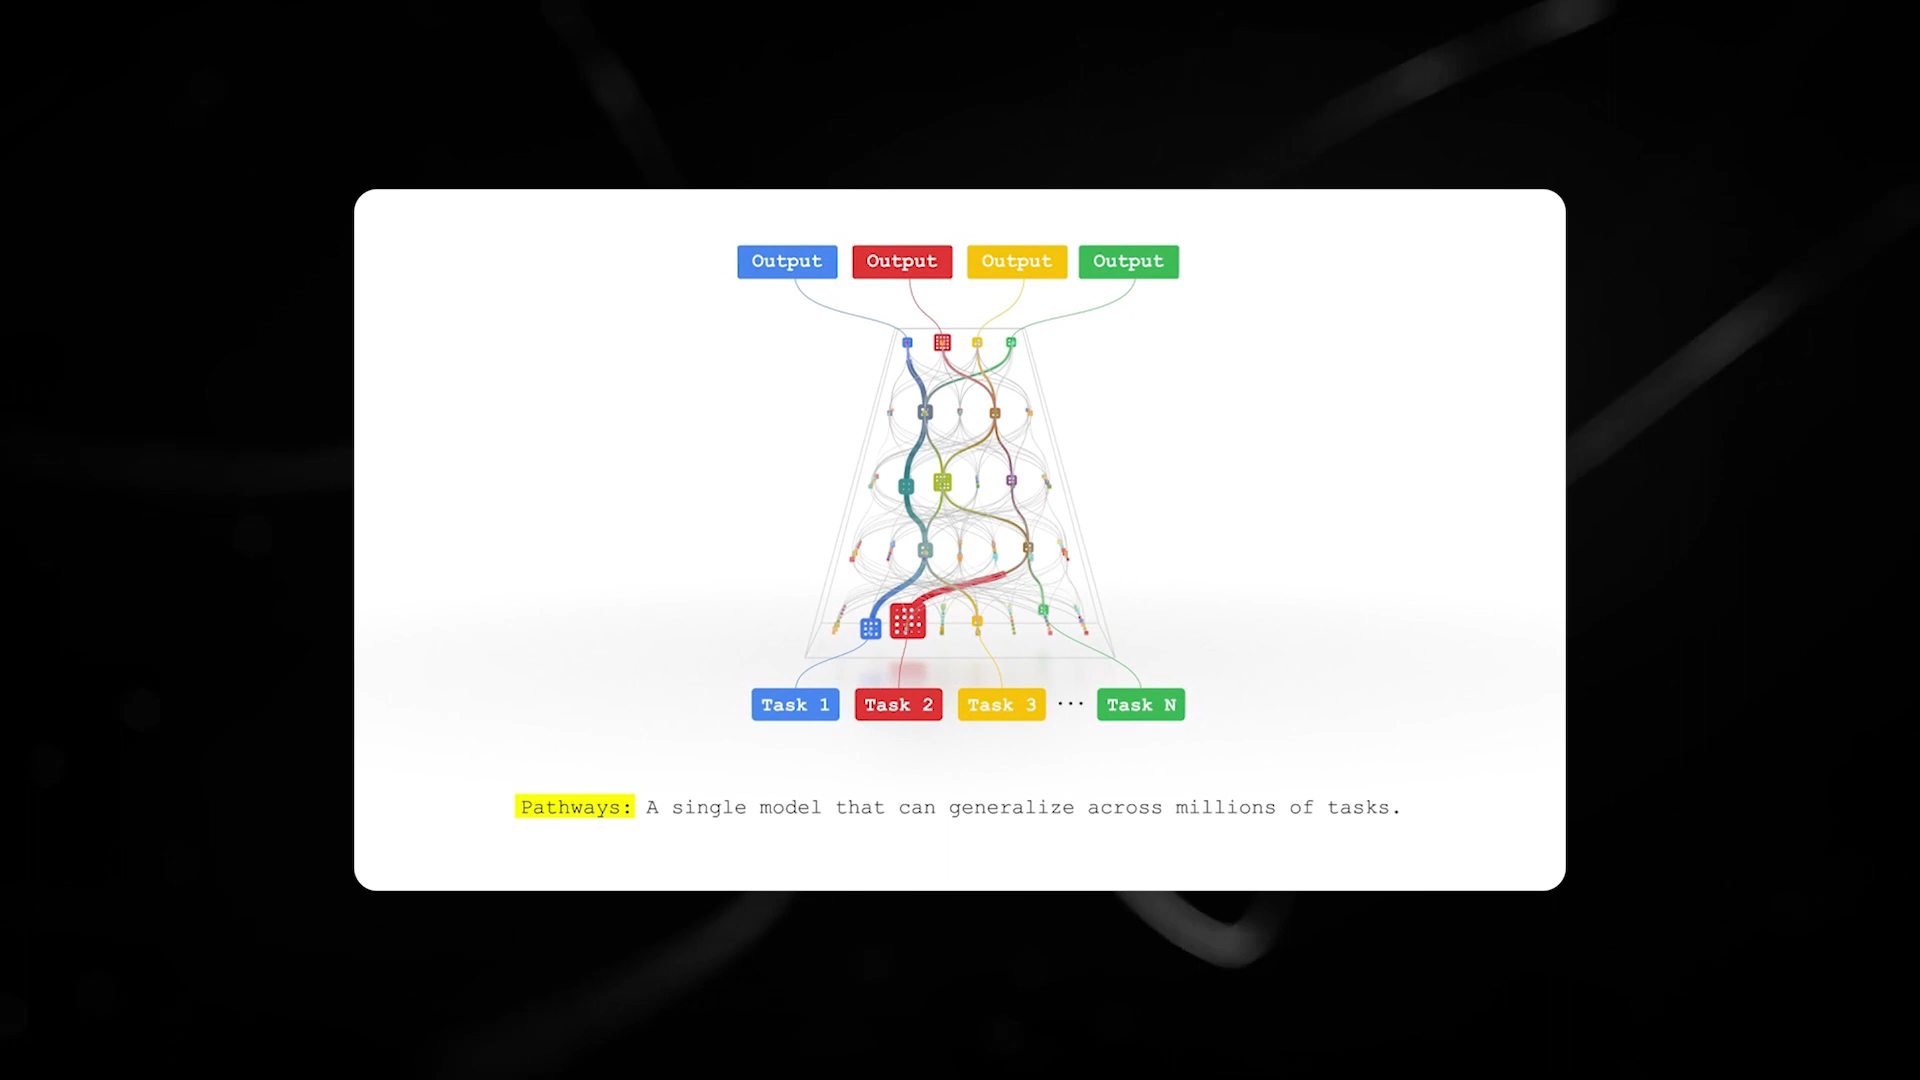 Output Output Output Output
Task 1 Task 2 Task 3 ... Task N
Pathways: A single model that can generalize across millions of tasks.